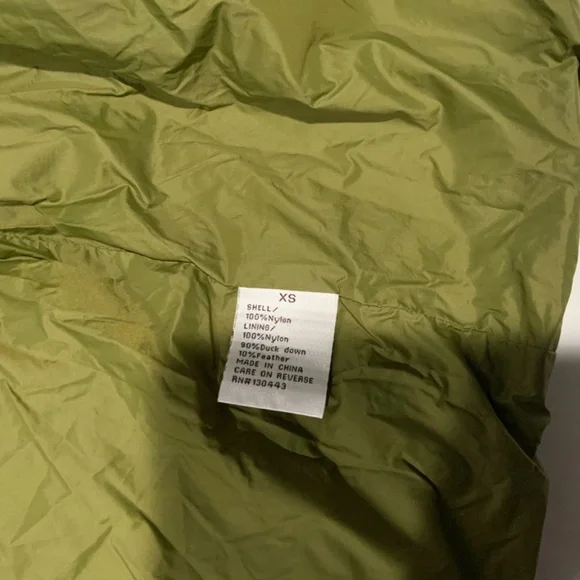 XS
SHELL/
100%Nylon
LINING/
100%Nylon
90%Duck down
10%Feather
MADE IN CHINA
CARE ON REVERSE
RN#130443